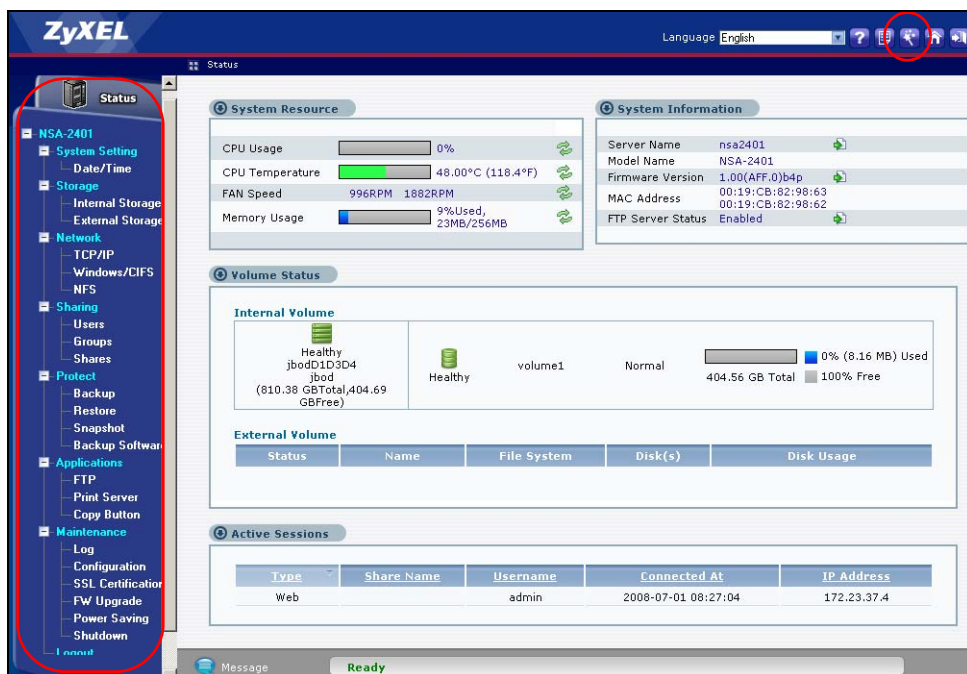 ZyXEL
Language English
Status
Status
NSA-2401
System Setting
Date/Time
Storage
Internal Storage
External Storage
Network
TCP/IP
Windows/CIFS
NFS
Sharing
Users
Groups
Shares
Protect
Backup
Restore
Snapshot
Backup Softwar
Applications
FTP
Print Server
Copy Button
Maintenance
Log
Configuration
SSL Certification
FW Upgrade
Power Saving
Shutdown
Logout
System Resource
CPU Usage 0%
CPU Temperature 48.00°C (118.4°F)
FAN Speed 996RPM 1882RPM
Memory Usage 9%Used,
23MB/256MB
System Information
Server Name nsa2401
Model Name NSA-2401
Firmware Version 1.00(AFF.0)b4p
MAC Address 00:19:CB:82:98:63
00:19:CB:82:98:62
FTP Server Status Enabled
Volume Status
Internal Volume
Healthy
jbodD1D3D4
jbod
(810.38 GBTotal,404.69
GBFree)
Healthy
volume1
Normal
0% (8.16 MB) Used
404.56 GB Total 100% Free
External Volume
Status Name File System Disk(s) Disk Usage
Active Sessions
Type Share Name Username Connected At IP Address
Web admin 2008-07-01 08:27:04 172.23.37.4
Message Ready